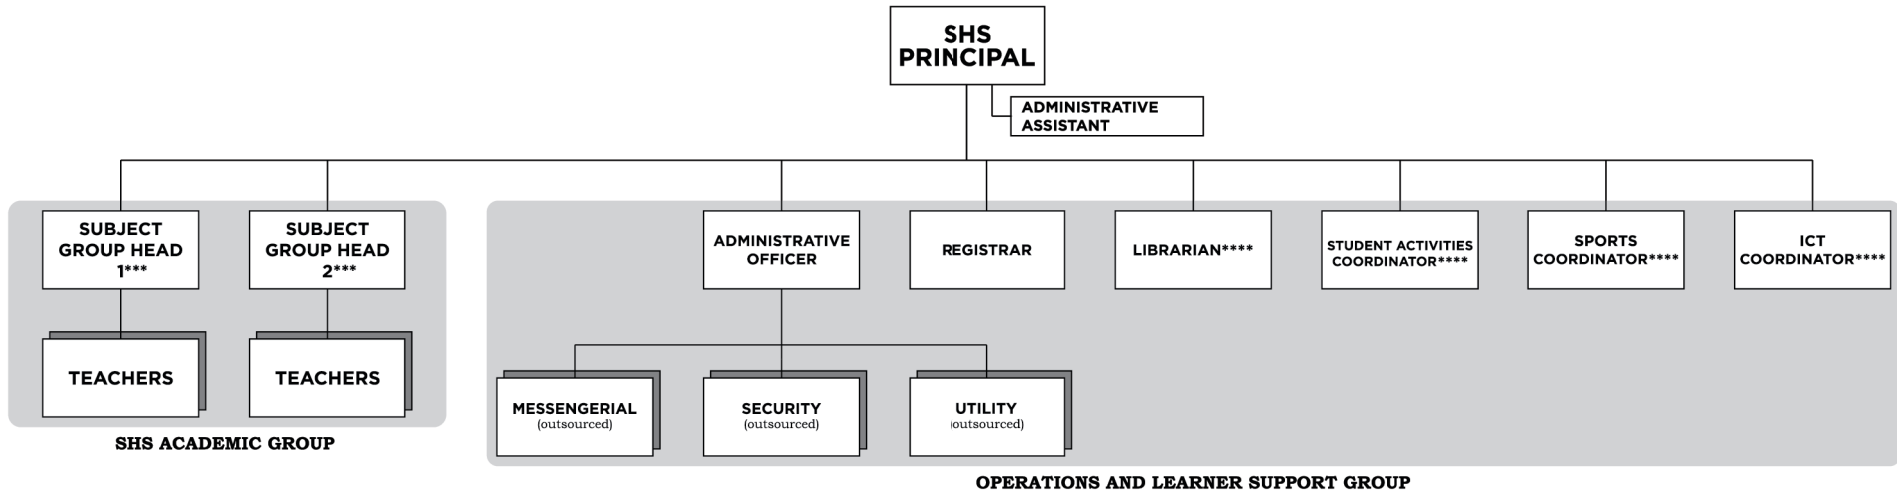 SHS
PRINCIPAL
ADMINISTRATIVE
ASSISTANT
SUBJECT
GROUP HEAD
1***
SUBJECT
GROUP HEAD
2***
ADMINISTRATIVE
OFFICER
REGISTRAR
LIBRARIAN****
STUDENT ACTIVITIES
COORDINATOR****
SPORTS
COORDINATOR****
ICT
COORDINATOR****
TEACHERS
TEACHERS
MESSENGERIAL
(outsourced)
SECURITY
(outsourced)
UTILITY
(outsourced)
SHS ACADEMIC GROUP
OPERATIONS AND LEARNER SUPPORT GROUP